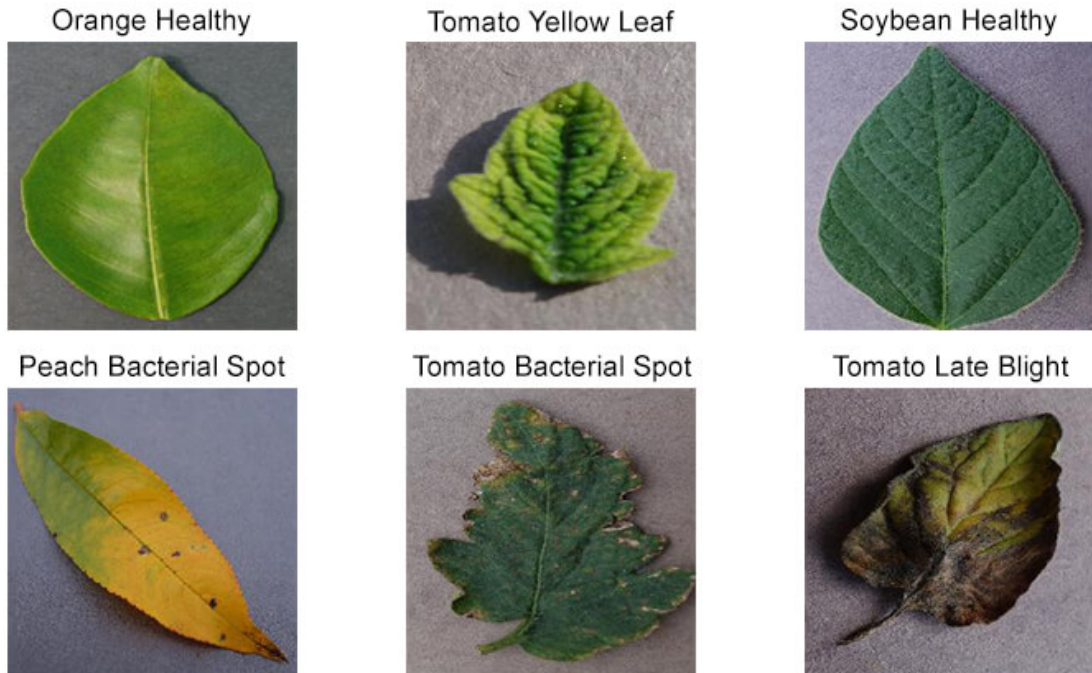 Orange Healthy
Tomato Yellow Leaf
Soybean Healthy
Peach Bacterial Spot
Tomato Bacterial Spot
Tomato Late Blight